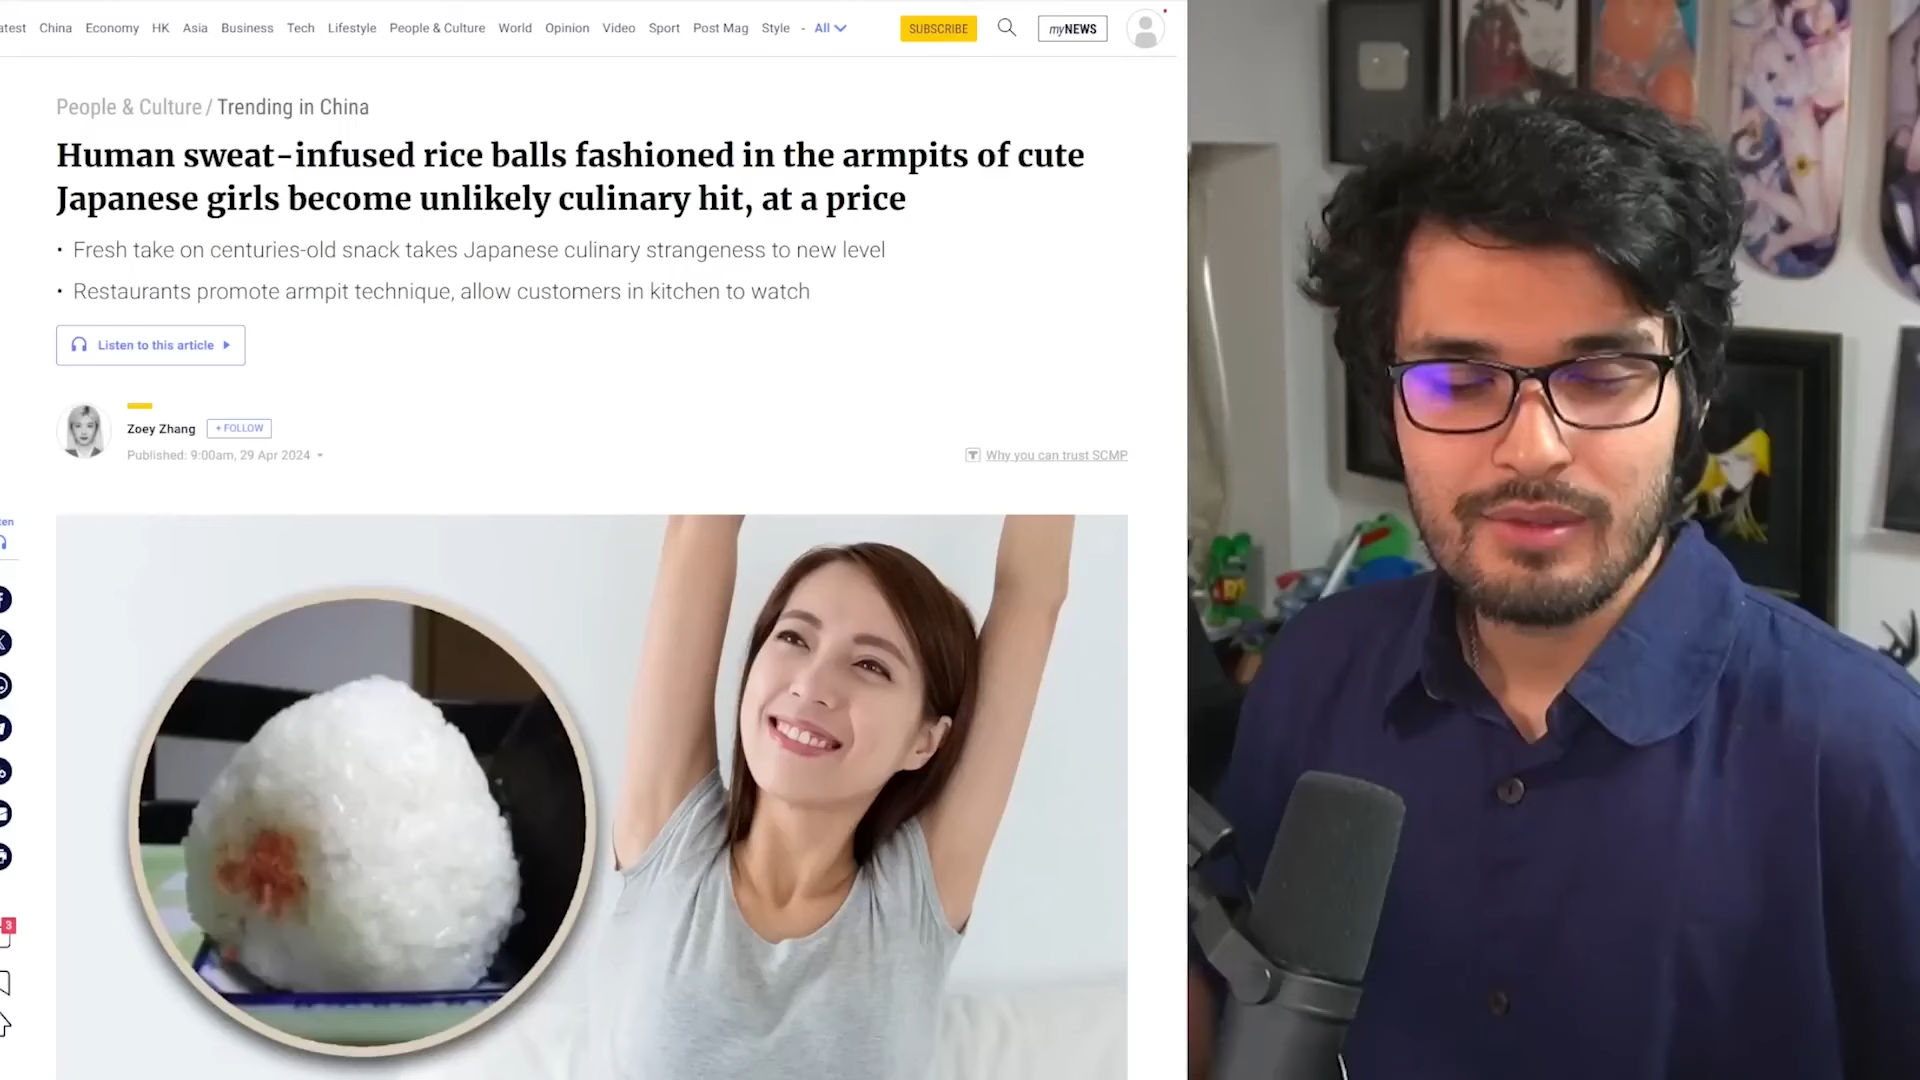 atest China Economy HK Asia Business Tech Lifestyle People & Culture World Opinion Video Sport Post Mag Style - All SUBSCRIBE myNEWS
People & Culture / Trending in China
Human sweat-infused rice balls fashioned in the armpits of cute
Japanese girls become unlikely culinary hit, at a price
• Fresh take on centuries-old snack takes Japanese culinary strangeness to new level
• Restaurants promote armpit technique, allow customers in kitchen to watch
Listen to this article
Zoey Zhang + FOLLOW
Published: 9:00am, 29 Apr 2024
Why you can trust SCMP
ten
3